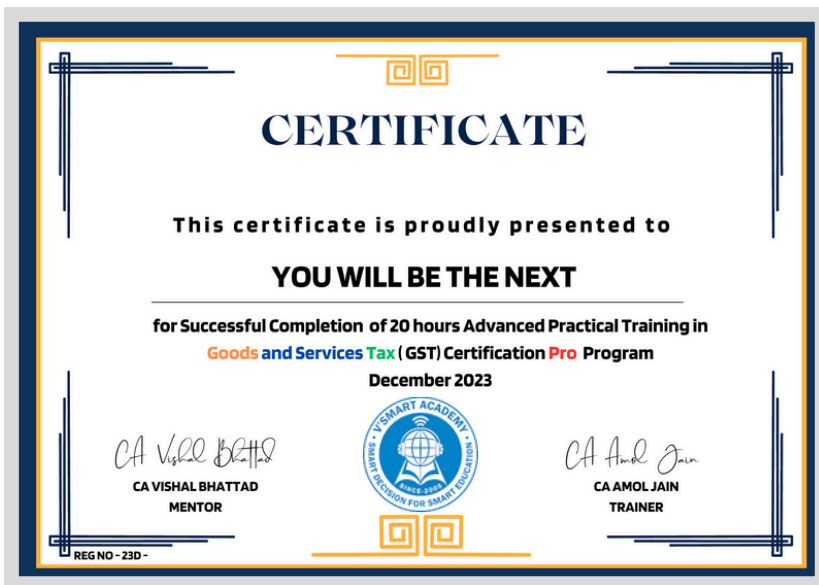 CERTIFICATE
This certificate is proudly presented to
YOU WILL BE THE NEXT
for Successful Completion of 20 hours Advanced Practical Training in
Goods and Services Tax ( GST) Certification Pro Program
December 2023
V'SMART ACADEMY
SMART DECISION FOR SMART EDUCATION
SINCE-2005
CA Vishal Bhattad
CA VISHAL BHATTAD
MENTOR
CA Amol Jain
CA AMOL JAIN
TRAINER
REG NO - 23D -